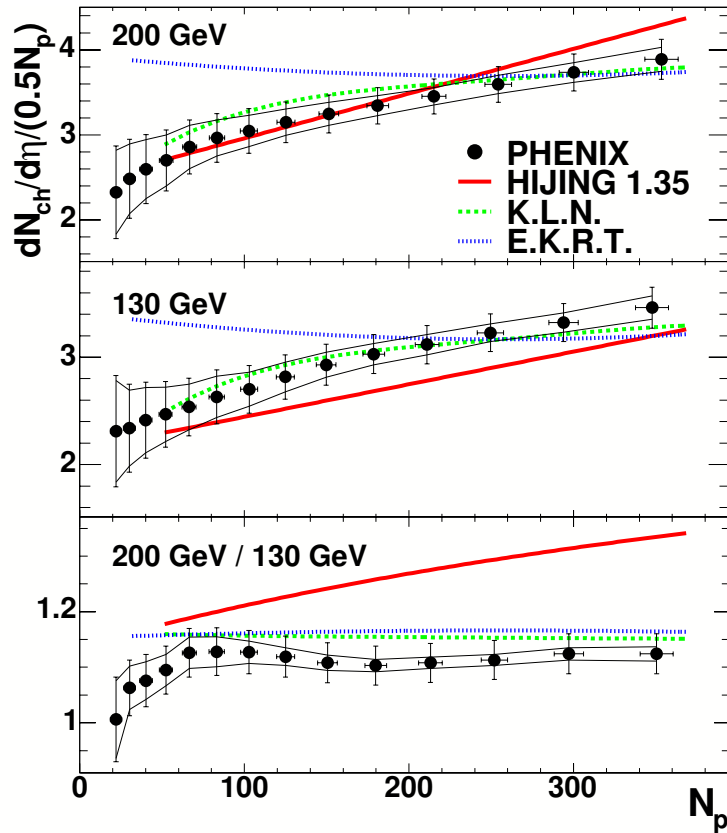 dN_ch/dη/(0.5N_p)
200 GeV
4
3
2
PHENIX
HIJING 1.35
K.L.N.
E.K.R.T.
130 GeV
3
2
200 GeV / 130 GeV
1.2
1
0 100 200 300
N_p